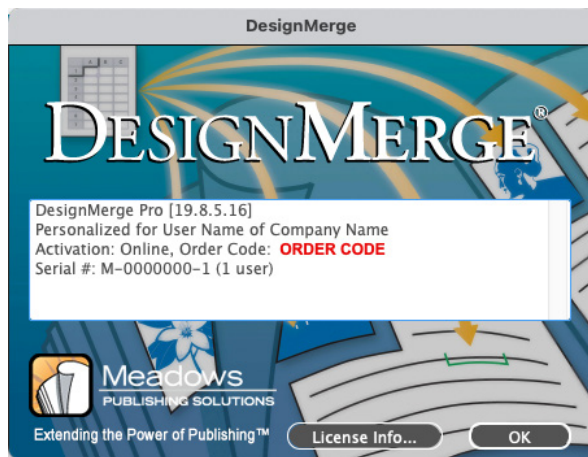 DesignMerge
DESIGNMERGE®
DesignMerge Pro [19.8.5.16]
Personalized for User Name of Company Name
Activation: Online, Order Code: ORDER CODE
Serial #: M-0000000-1 (1 user)
Meadows
PUBLISHING SOLUTIONS
Extending the Power of Publishing™
License Info...
OK